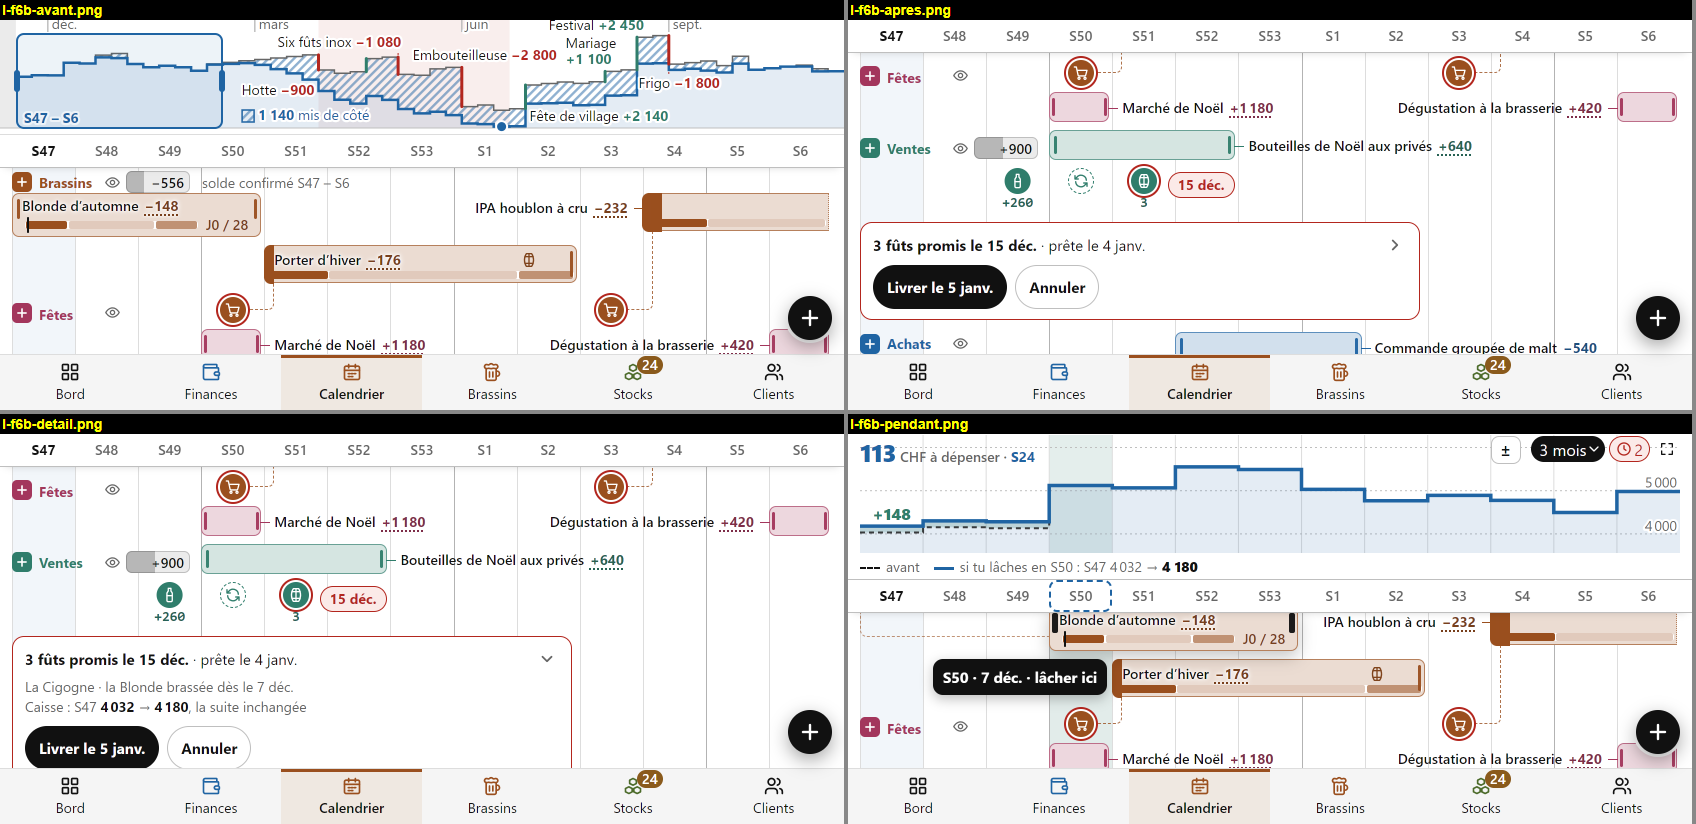 l-f6b-avant.png
déc.
mars
juin
Festival +2 450
sept.
Six fûts inox −1 080
Mariage
+1 100
Embouteilleuse −2 800
Hotte −900
Frigo −1 800
S47 – S6
1 140 mis de côté
Fête de village +2 140
S47 S48 S49 S50 S51 S52 S53 S1 S2 S3 S4 S5 S6
Brassins −556 solde confirmé S47 – S6
Blonde d’automne −148
J0 / 28
IPA houblon à cru −232
Porter d’hiver −176
Fêtes
Marché de Noël +1 180
Dégustation à la brasserie +420
24
Bord Finances Calendrier Brassins Stocks Clients
l-f6b-apres.png
S47 S48 S49 S50 S51 S52 S53 S1 S2 S3 S4 S5 S6
Fêtes
Marché de Noël +1 180
Dégustation à la brasserie +420
Ventes +900
Bouteilles de Noël aux privés +640
15 déc.
+260 3
3 fûts promis le 15 déc. · prête le 4 janv.
Livrer le 5 janv. Annuler
Achats
Commande groupée de malt −540
24
Bord Finances Calendrier Brassins Stocks Clients
l-f6b-detail.png
S47 S48 S49 S50 S51 S52 S53 S1 S2 S3 S4 S5 S6
Fêtes
Marché de Noël +1 180
Dégustation à la brasserie +420
Ventes +900
Bouteilles de Noël aux privés +640
15 déc.
+260 3
3 fûts promis le 15 déc. · prête le 4 janv.
La Cigogne · la Blonde brassée dès le 7 déc.
Caisse : S47 4 032 → 4 180, la suite inchangée
Livrer le 5 janv. Annuler
24
Bord Finances Calendrier Brassins Stocks Clients
l-f6b-pendant.png
113 CHF à dépenser · S24
± 3 mois 2
5 000
+148
4 000
avant si tu lâches en S50 : S47 4 032 → 4 180
S47 S48 S49 S50 S51 S52 S53 S1 S2 S3 S4 S5 S6
Blonde d’automne −148
J0 / 28
IPA houblon à cru −232
S50 · 7 déc. · lâcher ici
Porter d’hiver −176
Fêtes
Marché de Noël +1 180
Dégustation à la brasserie +420
24
Bord Finances Calendrier Brassins Stocks Clients